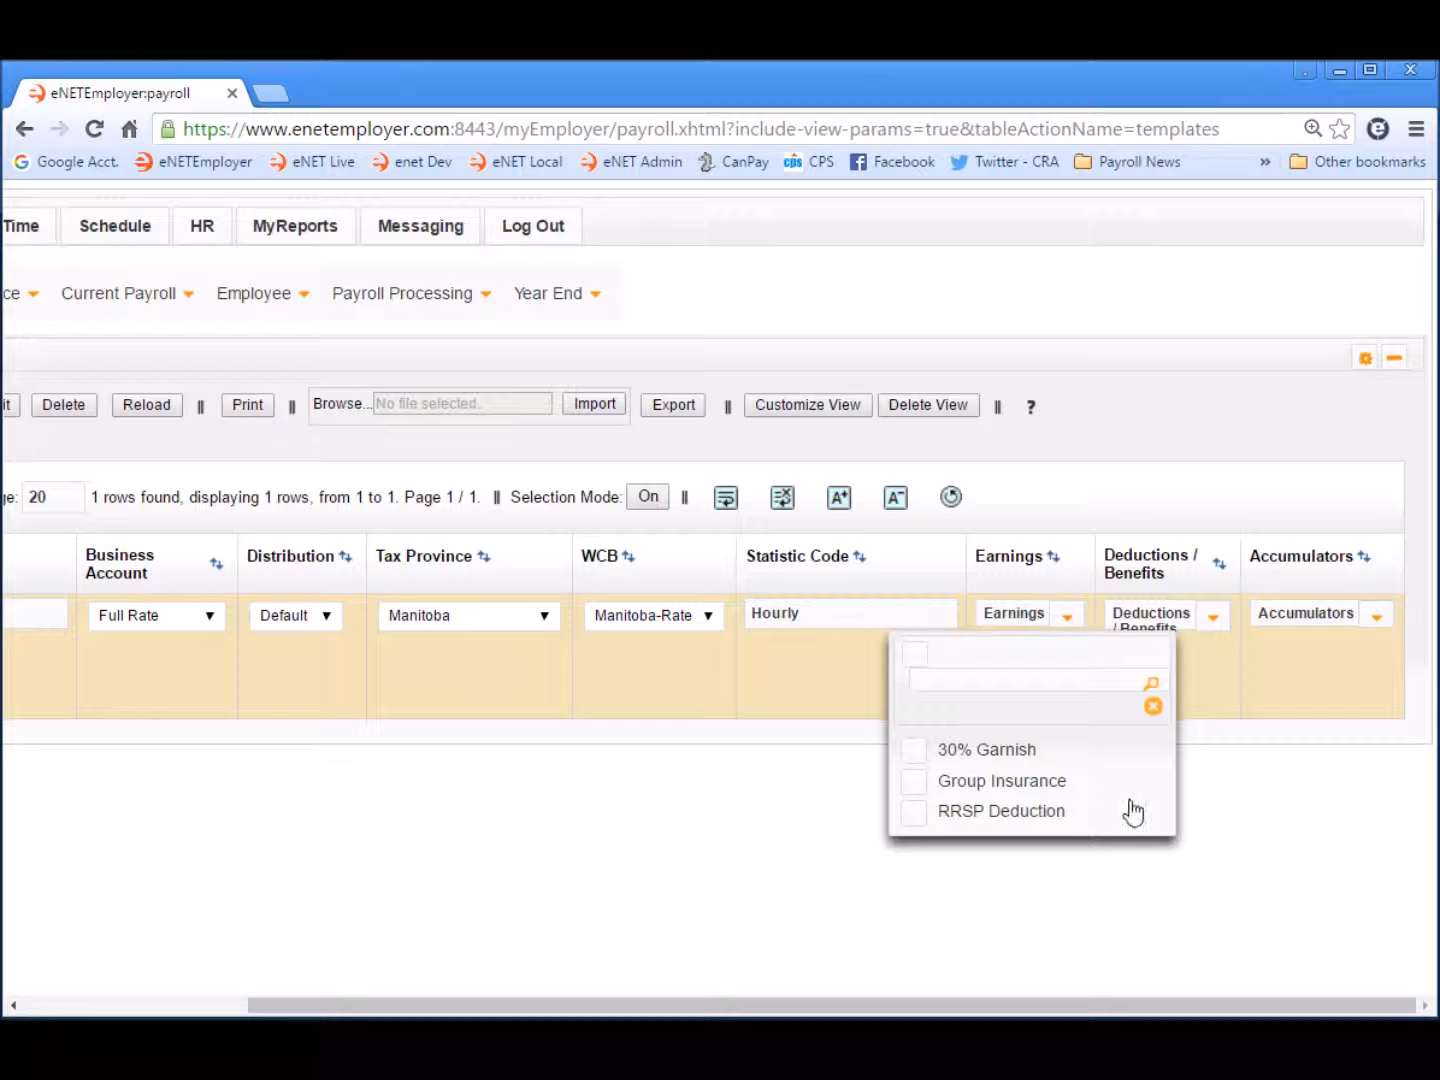 eNETEmployer:payroll
https://www.enetemployer.com:8443/myEmployer/payroll.xhtml?include-view-params=true&tableActionName=templates
Google Acct. eNETEmployer eNET Live enet Dev eNET Local eNET Admin CanPay cps CPS Facebook Twitter - CRA Payroll News » Other bookmarks
Time Schedule HR MyReports Messaging Log Out
ce Current Payroll Employee Payroll Processing Year End
it Delete Reload || Print || Browse... No file selected. Import Export || Customize View Delete View || ?
ge: 20 1 rows found, displaying 1 rows, from 1 to 1. Page 1 / 1. || Selection Mode: On || A+ A-
Business Account Distribution Tax Province WCB Statistic Code Earnings Deductions / Benefits Accumulators
Full Rate Default Manitoba Manitoba-Rate Hourly Earnings Deductions / Benefits Accumulators
30% Garnish
Group Insurance
RRSP Deduction